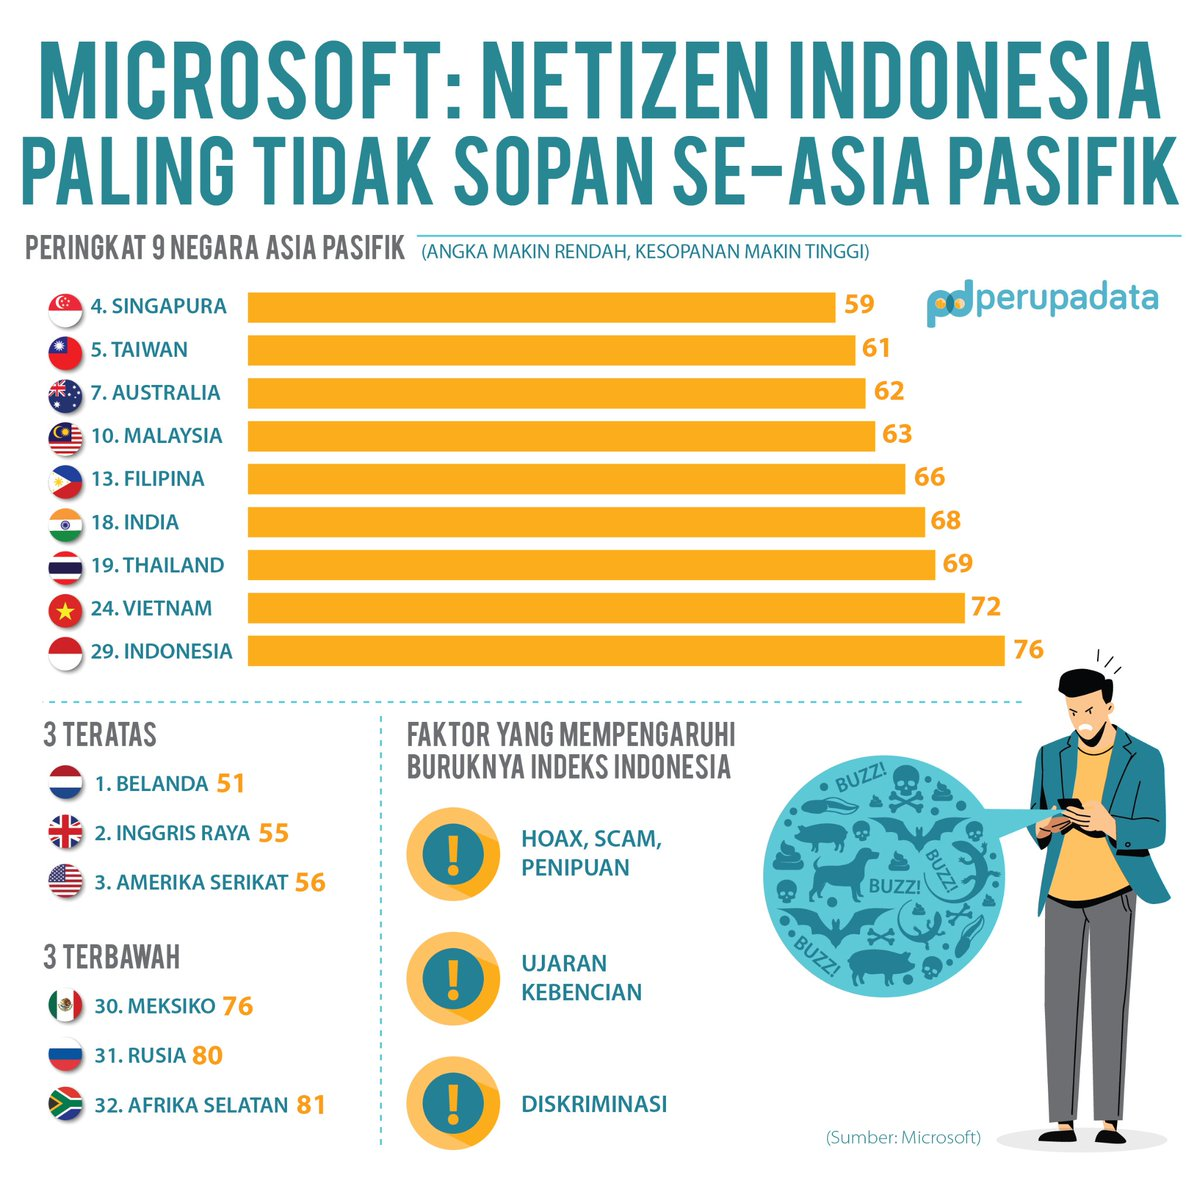 MICROSOFT: NETIZEN INDONESIA
PALING TIDAK SOPAN SE-ASIA PASIFIK
PERINGKAT 9 NEGARA ASIA PASIFIK (ANGKA MAKIN RENDAH, KESOPANAN MAKIN TINGGI)
pd perupadata
4. SINGAPURA 59
5. TAIWAN 61
7. AUSTRALIA 62
10. MALAYSIA 63
13. FILIPINA 66
18. INDIA 68
19. THAILAND 69
24. VIETNAM 72
29. INDONESIA 76
3 TERATAS
1. BELANDA 51
2. INGGRIS RAYA 55
3. AMERIKA SERIKAT 56
3 TERBAWAH
30. MEKSIKO 76
31. RUSIA 80
32. AFRIKA SELATAN 81
FAKTOR YANG MEMPENGARUHI
BURUKNYA INDEKS INDONESIA
! HOAX, SCAM,
PENIPUAN
! UJARAN
KEBENCIAN
! DISKRIMINASI
BUZZ!
BUZZ!
BUZZ!
BUZZ!
(Sumber: Microsoft)